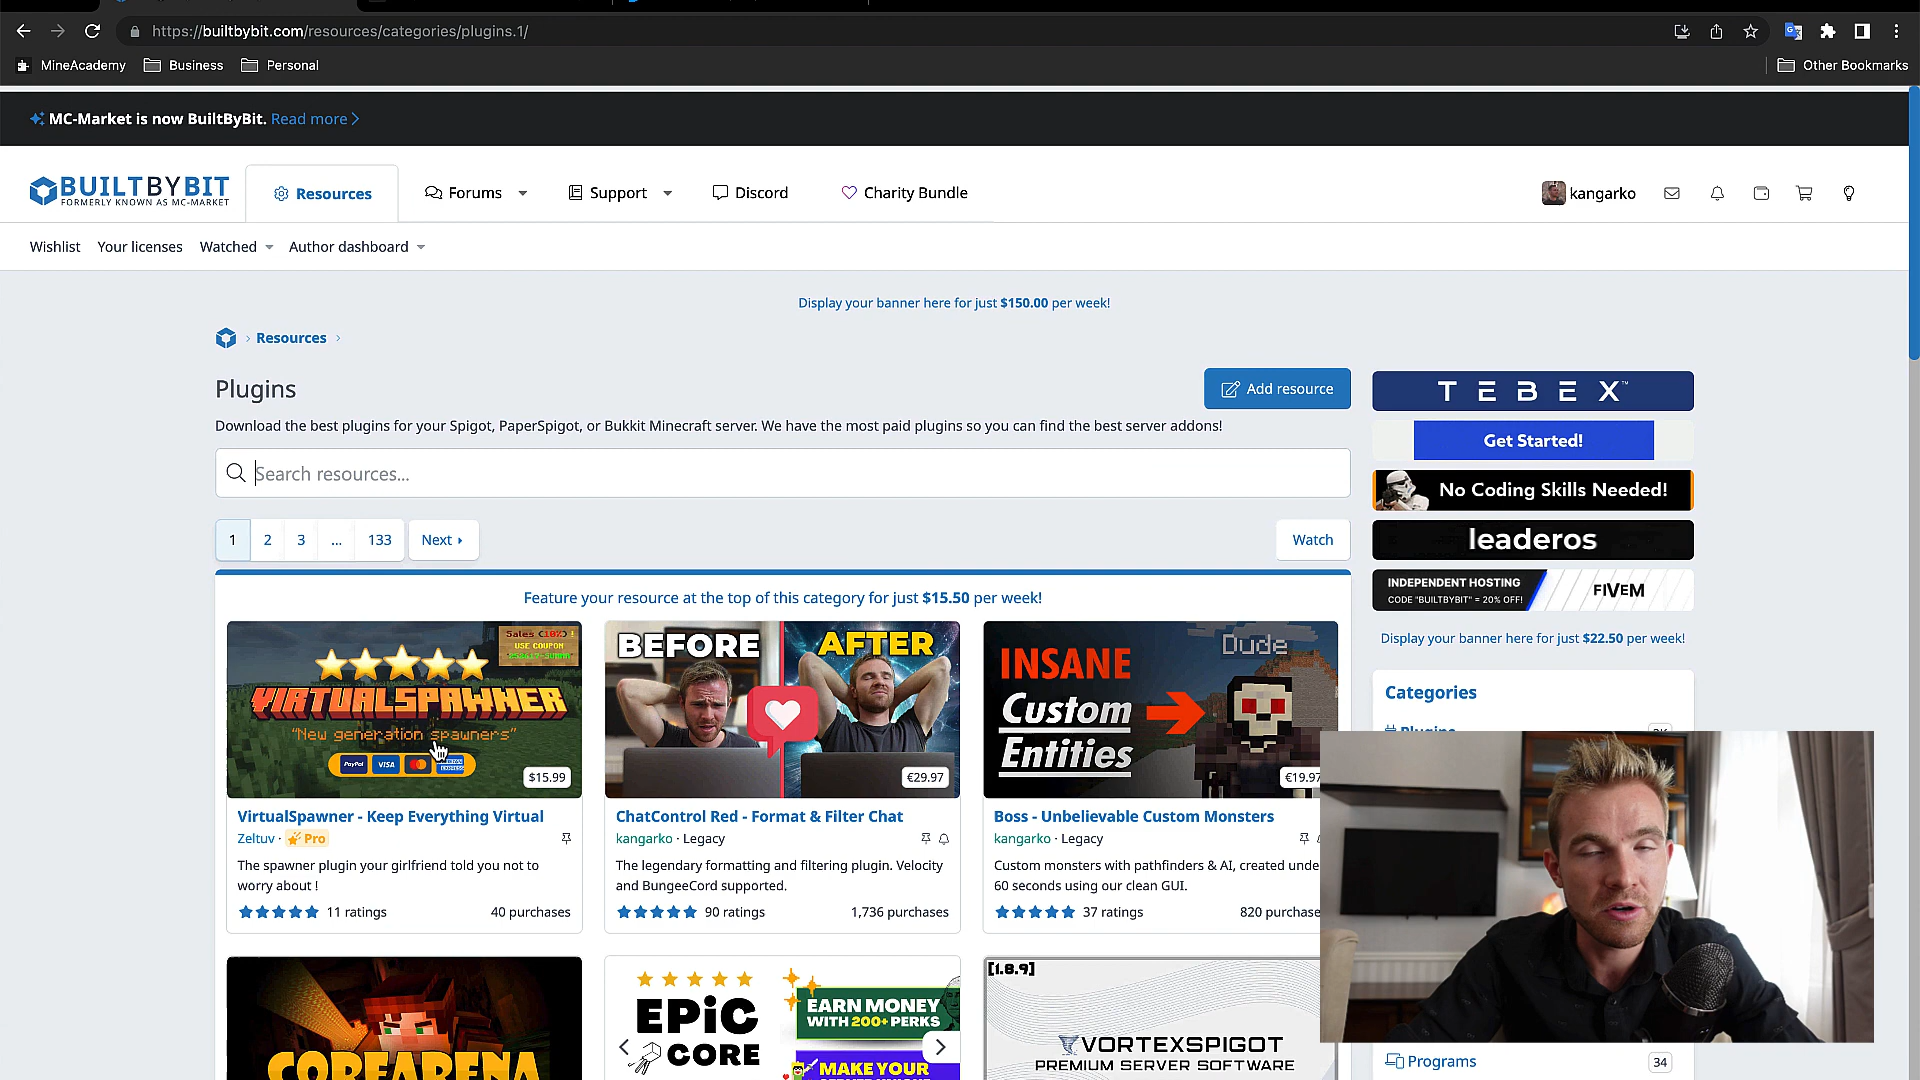 https://builtbybit.com/resources/categories/plugins.1/
MineAcademy
Business
Personal
Other Bookmarks
MC-Market is now BuiltByBit. Read more
BUILTBYBIT
FORMERLY KNOWN AS MC-MARKET
Resources
Forums
Support
Discord
Charity Bundle
kangarko
Wishlist
Your licenses
Watched
Author dashboard
Display your banner here for just $150.00 per week!
Resources
Plugins
Add resource
Download the best plugins for your Spigot, PaperSpigot, or Bukkit Minecraft server. We have the most paid plugins so you can find the best server addons!
Search resources...
1 2 3 ... 133 Next
Watch
Feature your resource at the top of this category for just $15.50 per week!
Sales (10%) !
USE COUPON
VIRTUALSPAWNER
"New generation spawners"
PayPal VISA
$15.99
VirtualSpawner - Keep Everything Virtual
Zeltuv · Pro
The spawner plugin your girlfriend told you not to
worry about !
11 ratings
40 purchases
BEFORE
AFTER
€29.97
ChatControl Red - Format & Filter Chat
kangarko · Legacy
The legendary formatting and filtering plugin. Velocity
and BungeeCord supported.
90 ratings
1,736 purchases
INSANE
Custom
Entities
Dude
€19.97
Boss - Unbelievable Custom Monsters
kangarko · Legacy
Custom monsters with pathfinders & AI, created unde
60 seconds using our clean GUI.
37 ratings
820 purchase
COREARENA
EPiC
CORE
EARN MONEY
WITH 200+ PERKS
MAKE YOUR
[1.8.9]
VORTEXSPIGOT
PREMIUM SERVER SOFTWARE
TEBEX™
Get Started!
No Coding Skills Needed!
leaderos
INDEPENDENT HOSTING
CODE "BUILTBYBIT" = 20% OFF!
FIVEM
Display your banner here for just $22.50 per week!
Categories
Plugins
Programs
34